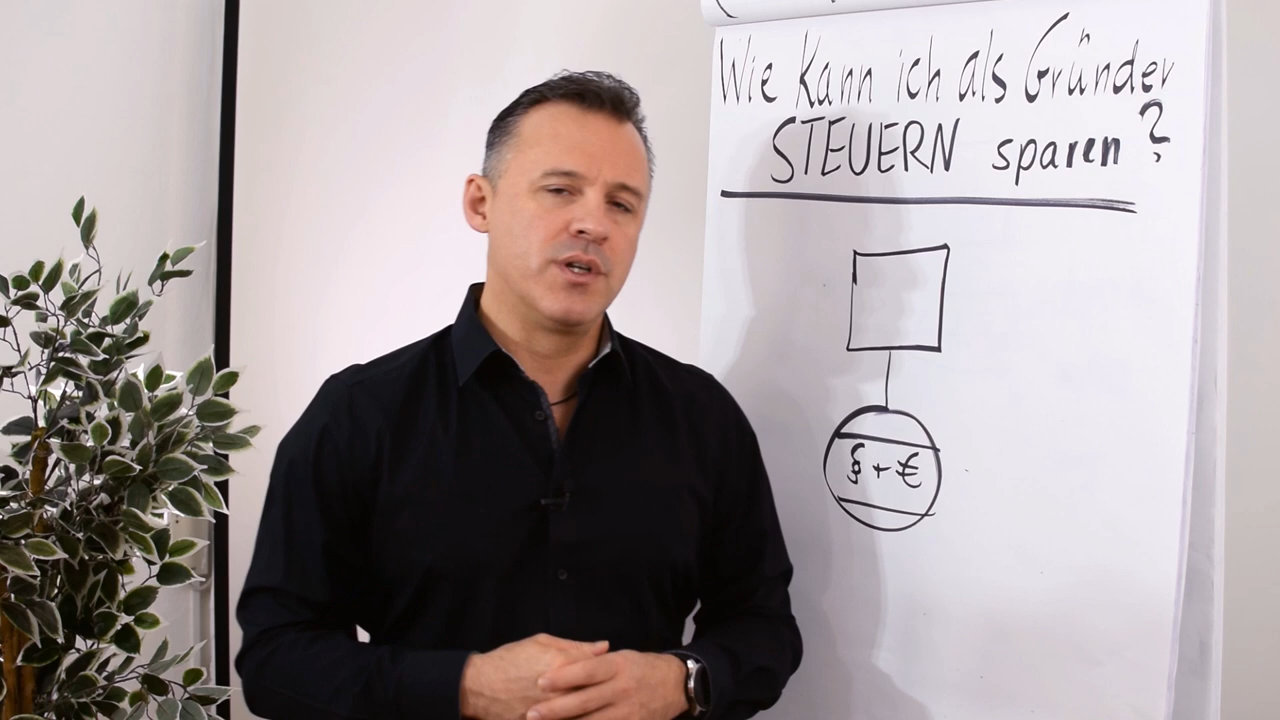 Wie kann ich als Gründer
STEUERN sparen?
§ + €